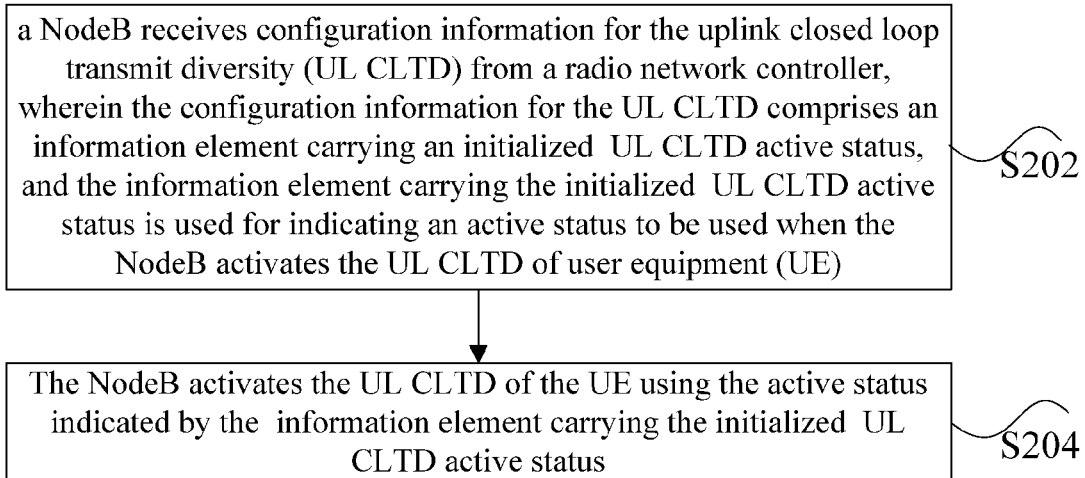 a NodeB receives configuration information for the uplink closed loop
transmit diversity (UL CLTD) from a radio network controller,
wherein the configuration information for the UL CLTD comprises an
information element carrying an initialized UL CLTD active status,
and the information element carrying the initialized UL CLTD active
status is used for indicating an active status to be used when the
NodeB activates the UL CLTD of user equipment (UE)
S202
The NodeB activates the UL CLTD of the UE using the active status
indicated by the information element carrying the initialized UL
CLTD active status
S204